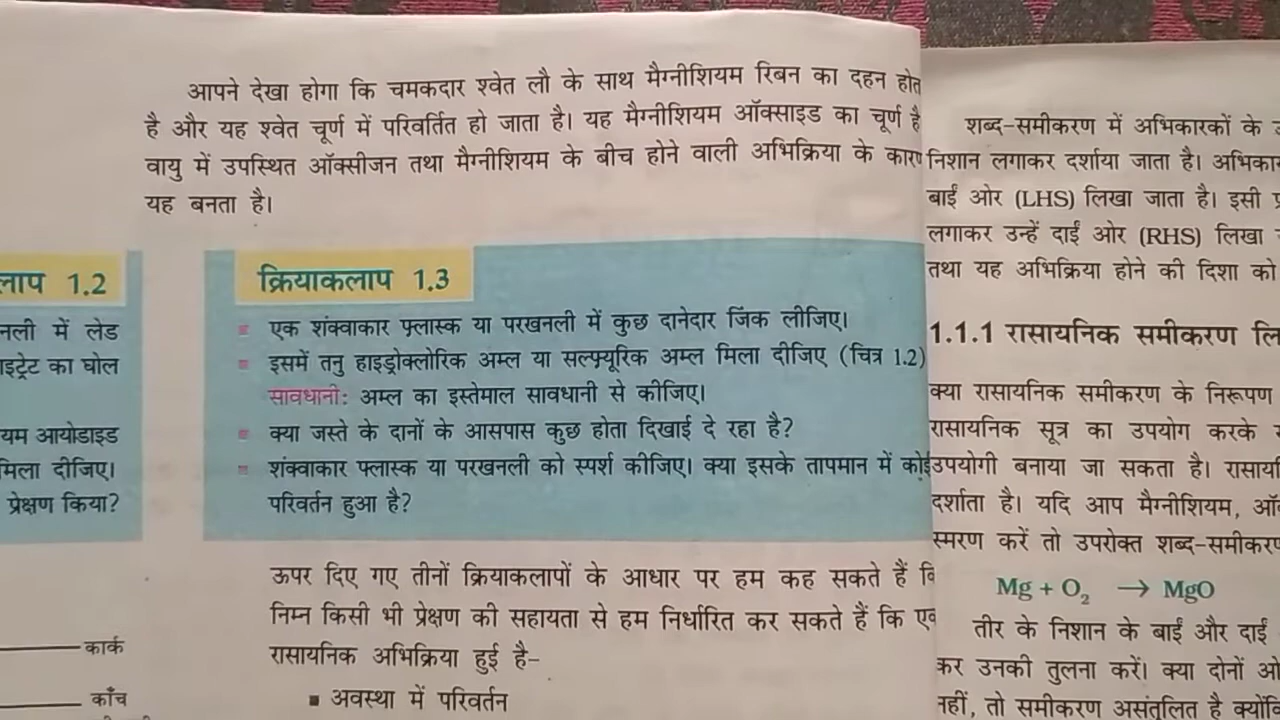 आपने देखा होगा कि चमकदार श्वेत लौ के साथ मैग्नीशियम रिबन का दहन होत
है और यह श्वेत चूर्ण में परिवर्तित हो जाता है। यह मैग्नीशियम ऑक्साइड का चूर्ण है
वायु में उपस्थित ऑक्सीजन तथा मैग्नीशियम के बीच होने वाली अभिक्रिया के कारण
यह बनता है।
लाप 1.2
नली में लेड
इट्रेट का घोल
यम आयोडाइड
मिला दीजिए।
प्रेक्षण किया?
कार्क
काँच
क्रियाकलाप 1.3
एक शंक्वाकार फ़्लास्क या परखनली में कुछ दानेदार जिंक लीजिए।
इसमें तनु हाइड्रोक्लोरिक अम्ल या सल्फ़्यूरिक अम्ल मिला दीजिए (चित्र 1.2)
सावधानी: अम्ल का इस्तेमाल सावधानी से कीजिए।
क्या जस्ते के दानों के आसपास कुछ होता दिखाई दे रहा है?
शंक्वाकार फ्लास्क या परखनली को स्पर्श कीजिए। क्या इसके तापमान में कोई
परिवर्तन हुआ है?
ऊपर दिए गए तीनों क्रियाकलापों के आधार पर हम कह सकते हैं कि
निम्न किसी भी प्रेक्षण की सहायता से हम निर्धारित कर सकते हैं कि एक
रासायनिक अभिक्रिया हुई है–
▪ अवस्था में परिवर्तन
शब्द-समीकरण में अभिकारकों के
निशान लगाकर दर्शाया जाता है। अभिकार
बाईं ओर (LHS) लिखा जाता है। इसी
लगाकर उन्हें दाईं ओर (RHS) लिखा
तथा यह अभिक्रिया होने की दिशा को
1.1.1 रासायनिक समीकरण लि
क्या रासायनिक समीकरण के निरूपण
रासायनिक सूत्र का उपयोग करके
उपयोगी बनाया जा सकता है। रासायनि
दर्शाता है। यदि आप मैग्नीशियम, ऑक
स्मरण करें तो उपरोक्त शब्द-समीकरण
Mg + O₂ → MgO
तीर के निशान के बाईं और दाईं
कर उनकी तुलना करें। क्या दोनों ओ
नहीं, तो समीकरण असंतुलित है क्योंकि